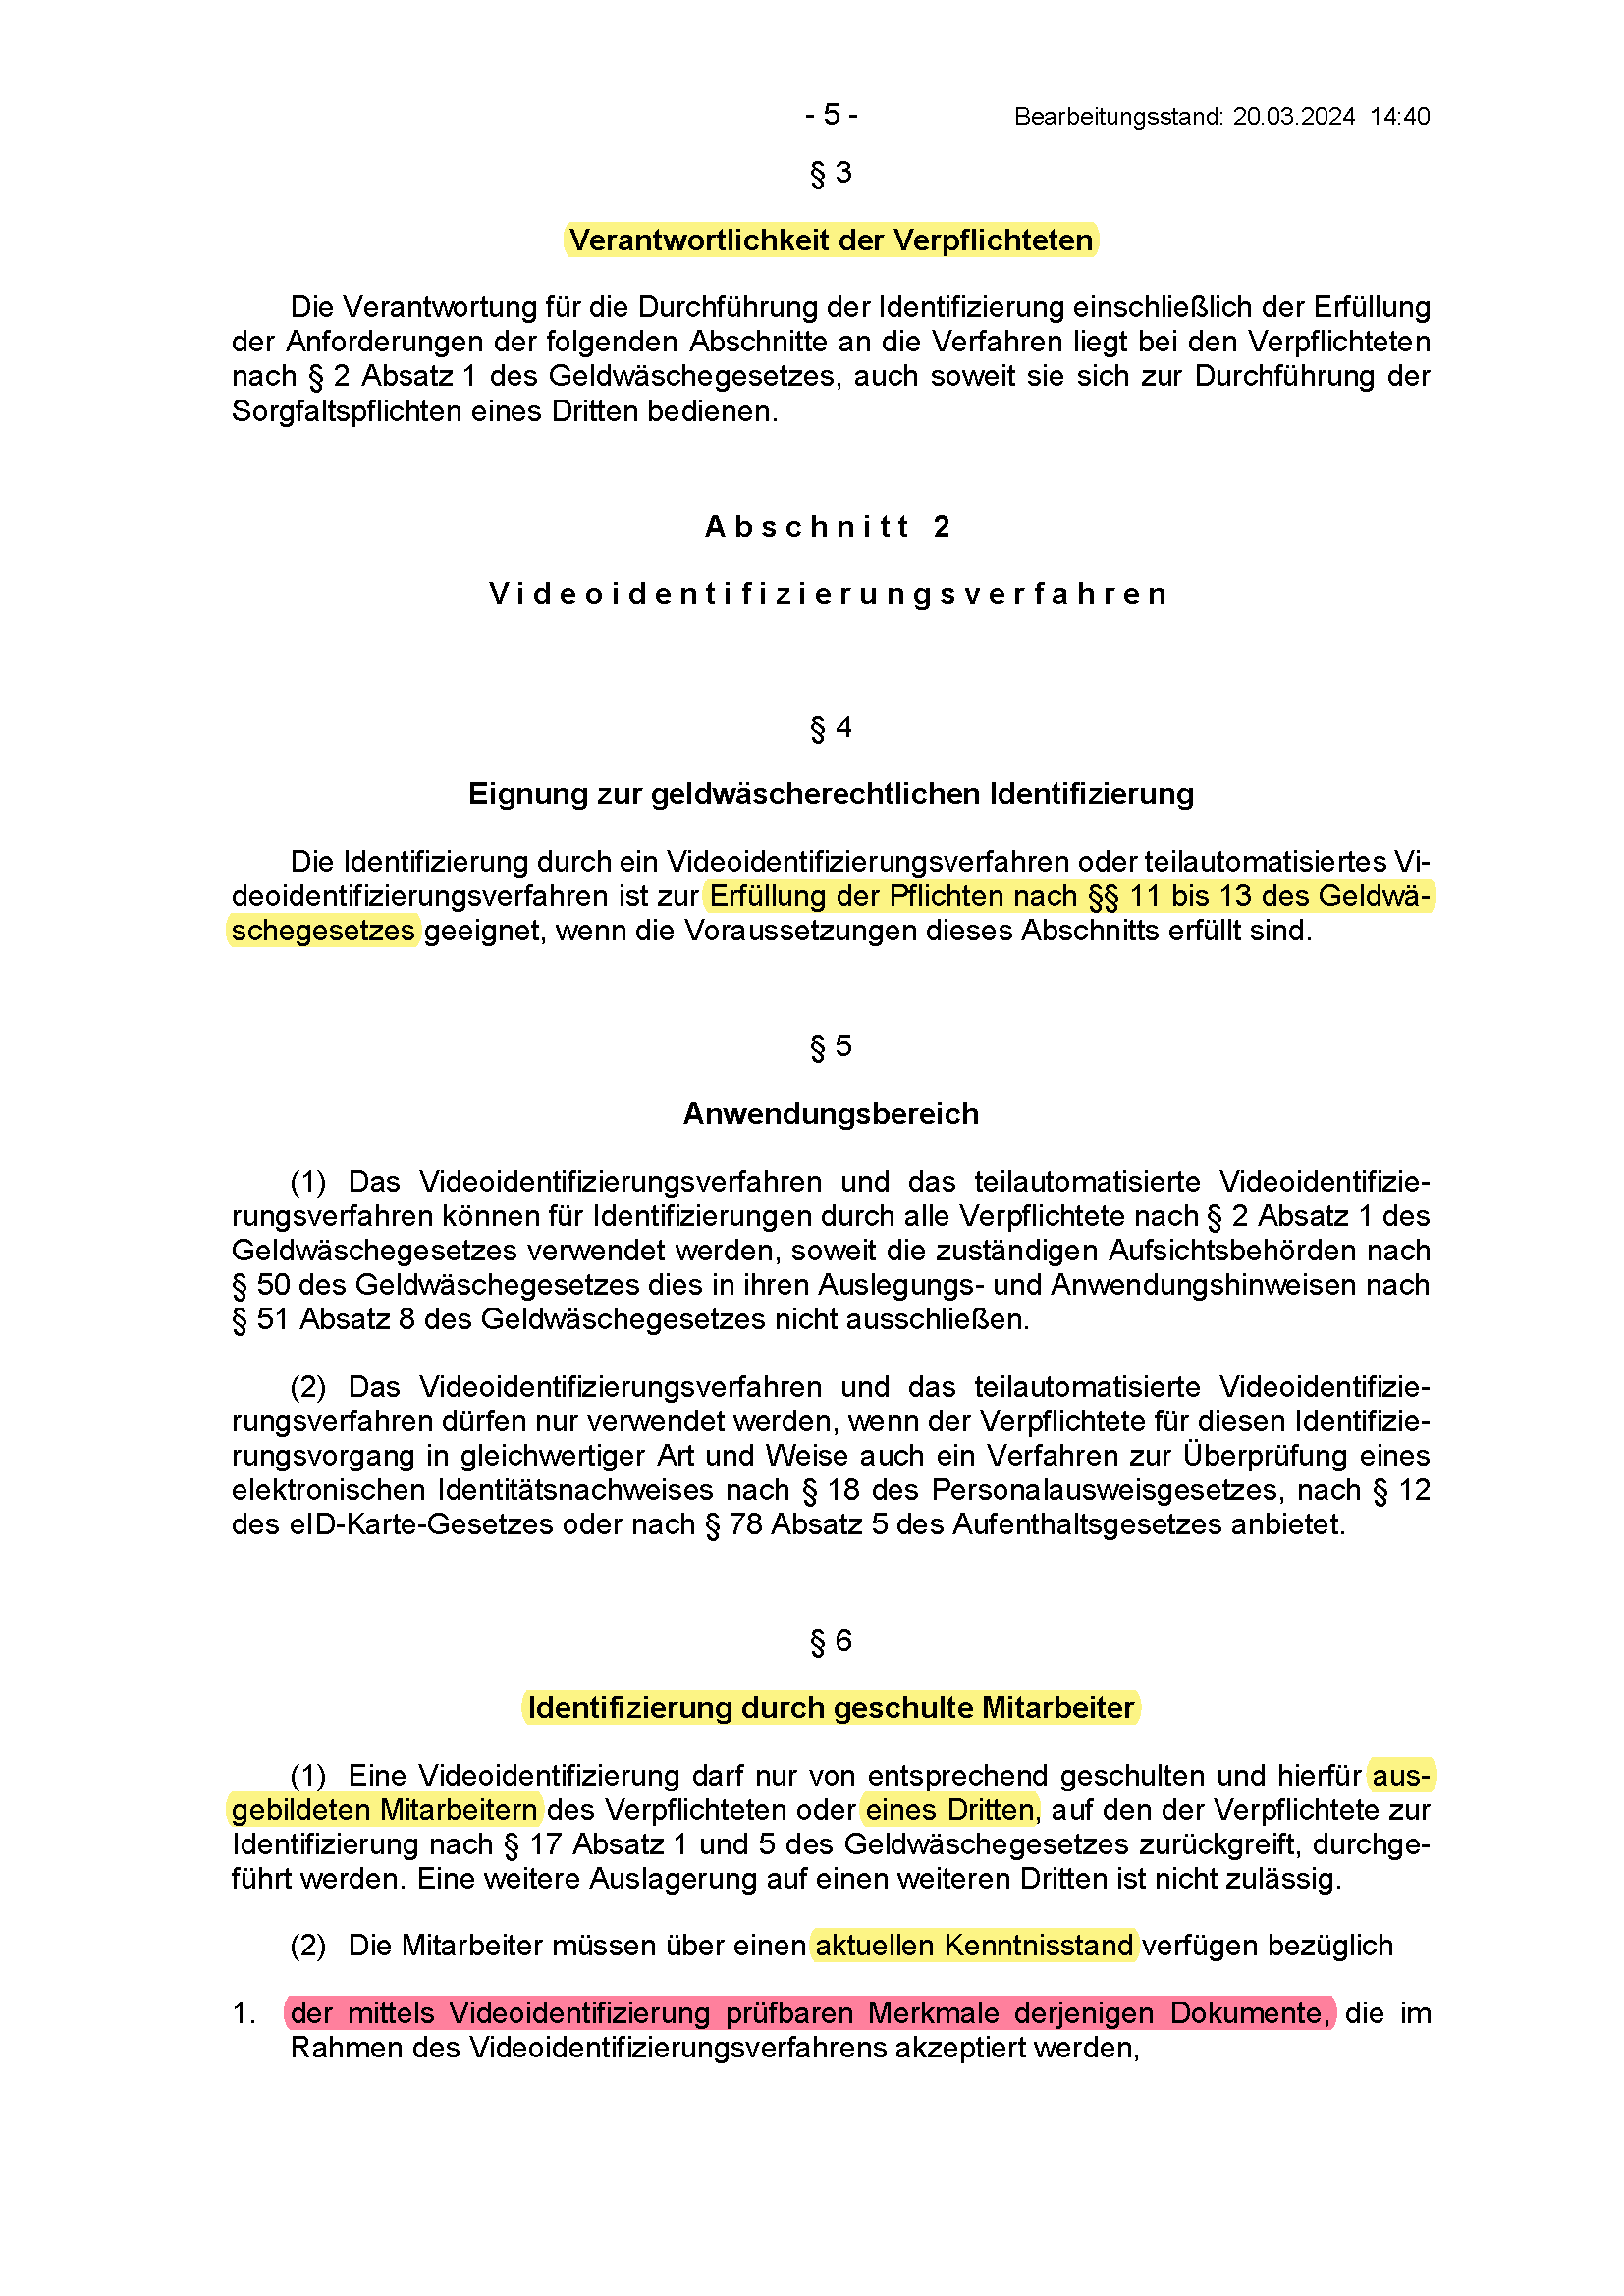 - 5 - Bearbeitungsstand: 20.03.2024 14:40
§ 3
Verantwortlichkeit der Verpflichteten
Die Verantwortung für die Durchführung der Identifizierung einschließlich der Erfüllung
der Anforderungen der folgenden Abschnitte an die Verfahren liegt bei den Verpflichteten
nach § 2 Absatz 1 des Geldwäschegesetzes, auch soweit sie sich zur Durchführung der
Sorgfaltspflichten eines Dritten bedienen.
Abschnitt 2
Videoidentifizierungsverfahren
§ 4
Eignung zur geldwäscherechtlichen Identifizierung
Die Identifizierung durch ein Videoidentifizierungsverfahren oder teilautomatisiertes Vi-
deoidentifizierungsverfahren ist zur Erfüllung der Pflichten nach §§ 11 bis 13 des Geldwä-
schegesetzes geeignet, wenn die Voraussetzungen dieses Abschnitts erfüllt sind.
§ 5
Anwendungsbereich
(1) Das Videoidentifizierungsverfahren und das teilautomatisierte Videoidentifizie-
rungsverfahren können für Identifizierungen durch alle Verpflichtete nach § 2 Absatz 1 des
Geldwäschegesetzes verwendet werden, soweit die zuständigen Aufsichtsbehörden nach
§ 50 des Geldwäschegesetzes dies in ihren Auslegungs- und Anwendungshinweisen nach
§ 51 Absatz 8 des Geldwäschegesetzes nicht ausschließen.
(2) Das Videoidentifizierungsverfahren und das teilautomatisierte Videoidentifizie-
rungsverfahren dürfen nur verwendet werden, wenn der Verpflichtete für diesen Identifizie-
rungsvorgang in gleichwertiger Art und Weise auch ein Verfahren zur Überprüfung eines
elektronischen Identitätsnachweises nach § 18 des Personalausweisgesetzes, nach § 12
des eID-Karte-Gesetzes oder nach § 78 Absatz 5 des Aufenthaltsgesetzes anbietet.
§ 6
Identifizierung durch geschulte Mitarbeiter
(1) Eine Videoidentifizierung darf nur von entsprechend geschulten und hierfür aus-
gebildeten Mitarbeitern des Verpflichteten oder eines Dritten, auf den der Verpflichtete zur
Identifizierung nach § 17 Absatz 1 und 5 des Geldwäschegesetzes zurückgreift, durchge-
führt werden. Eine weitere Auslagerung auf einen weiteren Dritten ist nicht zulässig.
(2) Die Mitarbeiter müssen über einen aktuellen Kenntnisstand verfügen bezüglich
1. der mittels Videoidentifizierung prüfbaren Merkmale derjenigen Dokumente, die im
Rahmen des Videoidentifizierungsverfahrens akzeptiert werden,